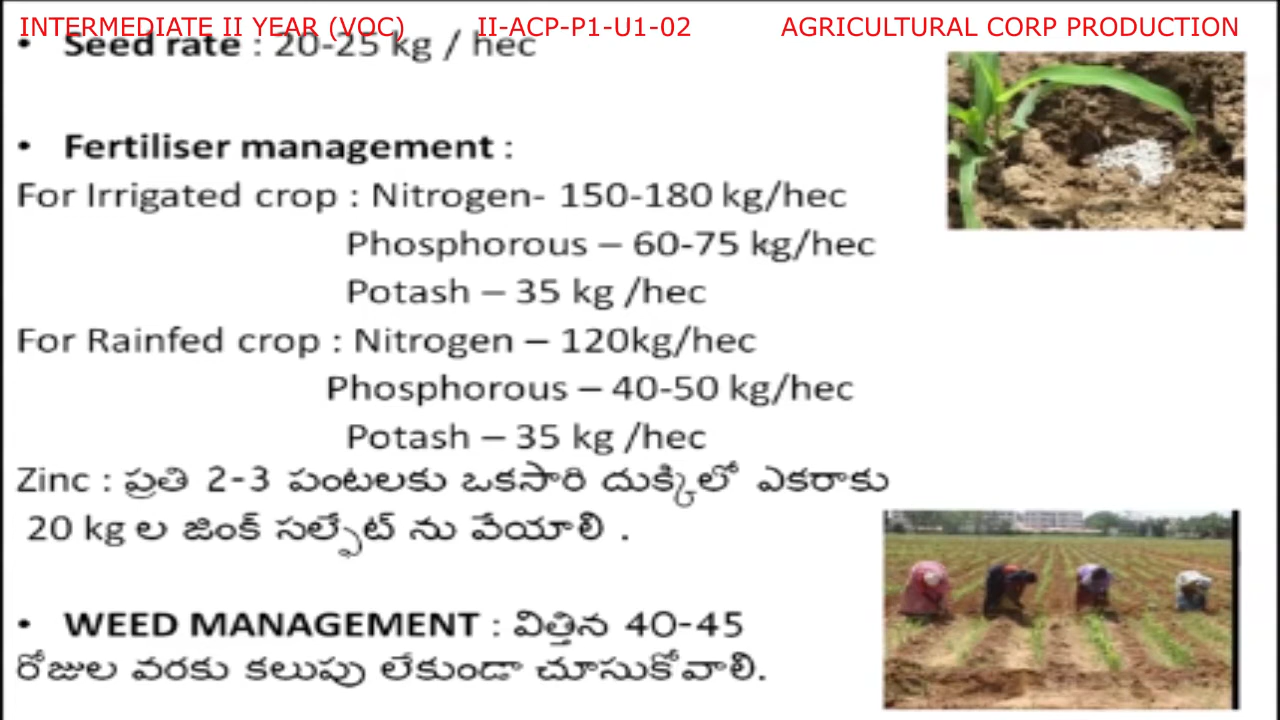 INTERMEDIATE II YEAR (VOC) II-ACP-P1-U1-02 AGRICULTURAL CORP PRODUCTION
• Seed rate : 20-25 kg / hec
• Fertiliser management :
For Irrigated crop : Nitrogen- 150-180 kg/hec
Phosphorous – 60-75 kg/hec
Potash – 35 kg /hec
For Rainfed crop : Nitrogen – 120kg/hec
Phosphorous – 40-50 kg/hec
Potash – 35 kg /hec
Zinc : ప్రతి 2-3 పంటలకు ఒకసారి దుక్కిలో ఎకరాకు
20 kg ల జింక్ సల్ఫేట్ ను వేయాలి .
• WEED MANAGEMENT : విత్తిన 40-45
రోజుల వరకు కలుపు లేకుండా చూసుకోవాలి.